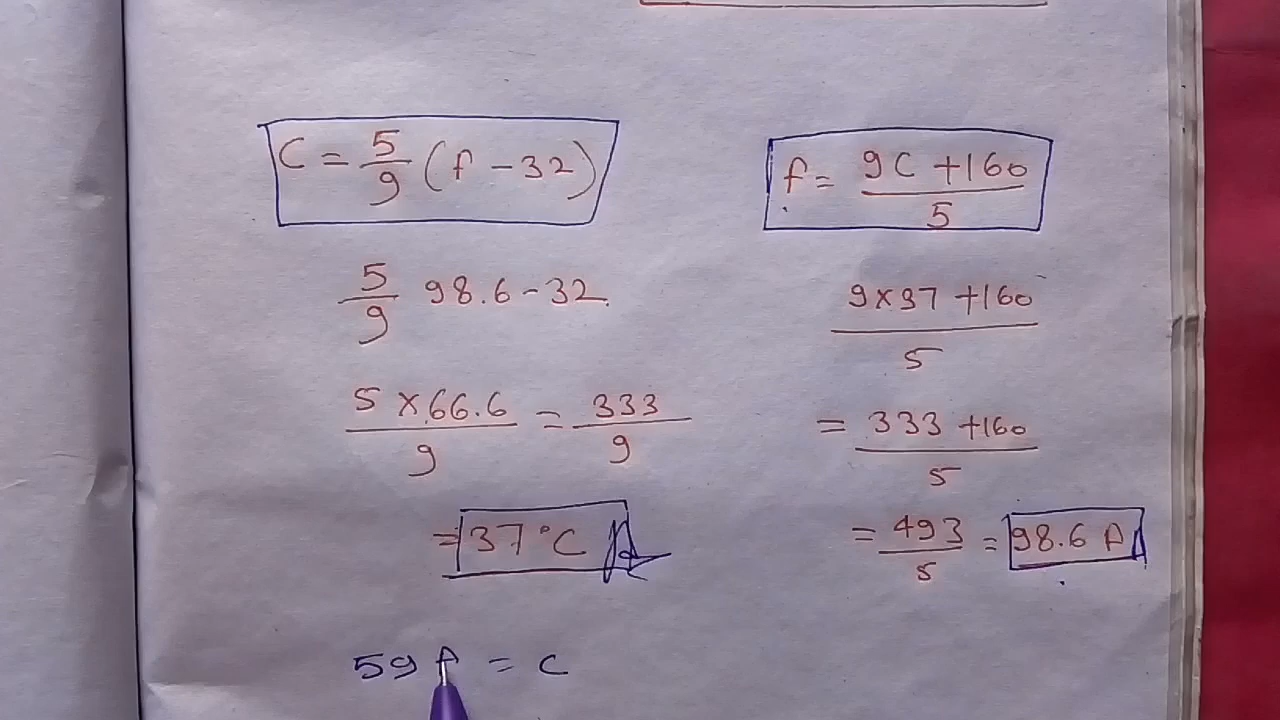 C = 5/9 (f - 32)
5/9 98.6 - 32
5 × 66.6 / 9 = 333 / 9
= 37 °C
59 f = C
f = 9C + 160 / 5
9 × 37 + 160 / 5
= 333 + 160 / 5
= 493 / 5 = 98.6 f